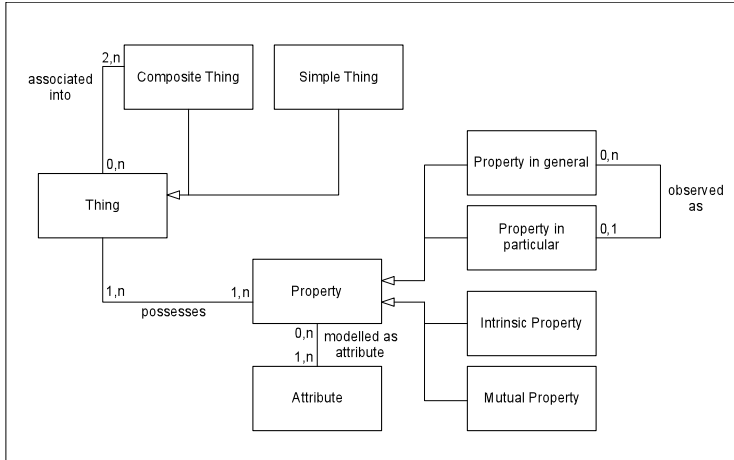 2,n
Composite Thing
Simple Thing
associated
into
0,n
Thing
Property in general
0,n
observed
as
Property in
particular
0,1
1,n
possesses
1,n
Property
0,n
modelled as
attribute
1,n
Attribute
Intrinsic Property
Mutual Property